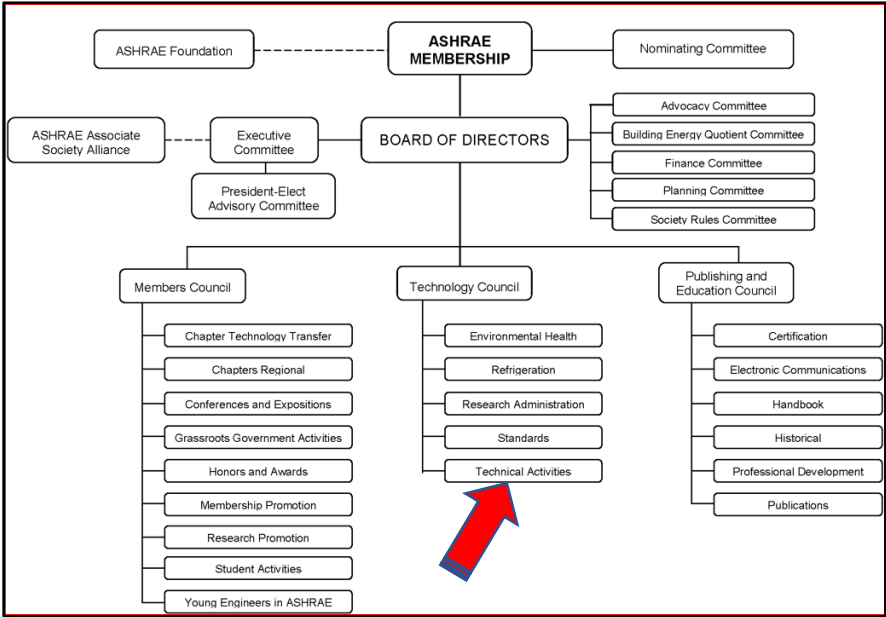 ASHRAE Foundation
ASHRAE
MEMBERSHIP
Nominating Committee
ASHRAE Associate
Society Alliance
Executive
Committee
BOARD OF DIRECTORS
President-Elect
Advisory Committee
Advocacy Committee
Building Energy Quotient Committee
Finance Committee
Planning Committee
Society Rules Committee
Members Council
Chapter Technology Transfer
Chapters Regional
Conferences and Expositions
Grassroots Government Activities
Honors and Awards
Membership Promotion
Research Promotion
Student Activities
Young Engineers in ASHRAE
Technology Council
Environmental Health
Refrigeration
Research Administration
Standards
Technical Activities
Publishing and
Education Council
Certification
Electronic Communications
Handbook
Historical
Professional Development
Publications